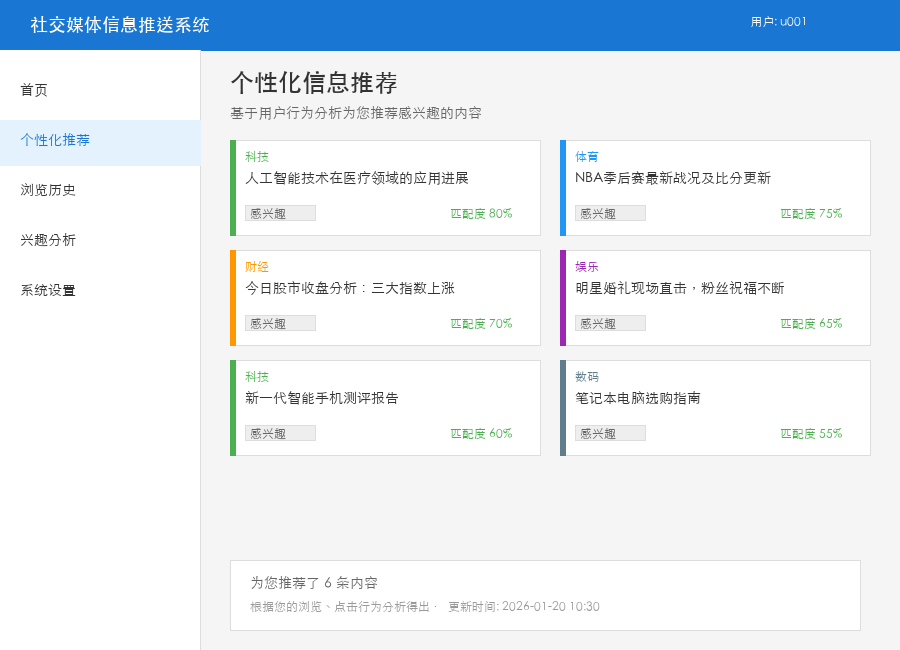 社交媒体信息推送系统
用户: u001
首页
个性化推荐
浏览历史
兴趣分析
系统设置
个性化信息推荐
基于用户行为分析为您推荐感兴趣的内容
科技
人工智能技术在医疗领域的应用进展
感兴趣
匹配度 80%
体育
NBA季后赛最新战况及比分更新
感兴趣
匹配度 75%
财经
今日股市收盘分析：三大指数上涨
感兴趣
匹配度 70%
娱乐
明星婚礼现场直击，粉丝祝福不断
感兴趣
匹配度 65%
科技
新一代智能手机测评报告
感兴趣
匹配度 60%
数码
笔记本电脑选购指南
感兴趣
匹配度 55%
为您推荐了 6 条内容
根据您的浏览、点击行为分析得出 · 更新时间: 2026-01-20 10:30